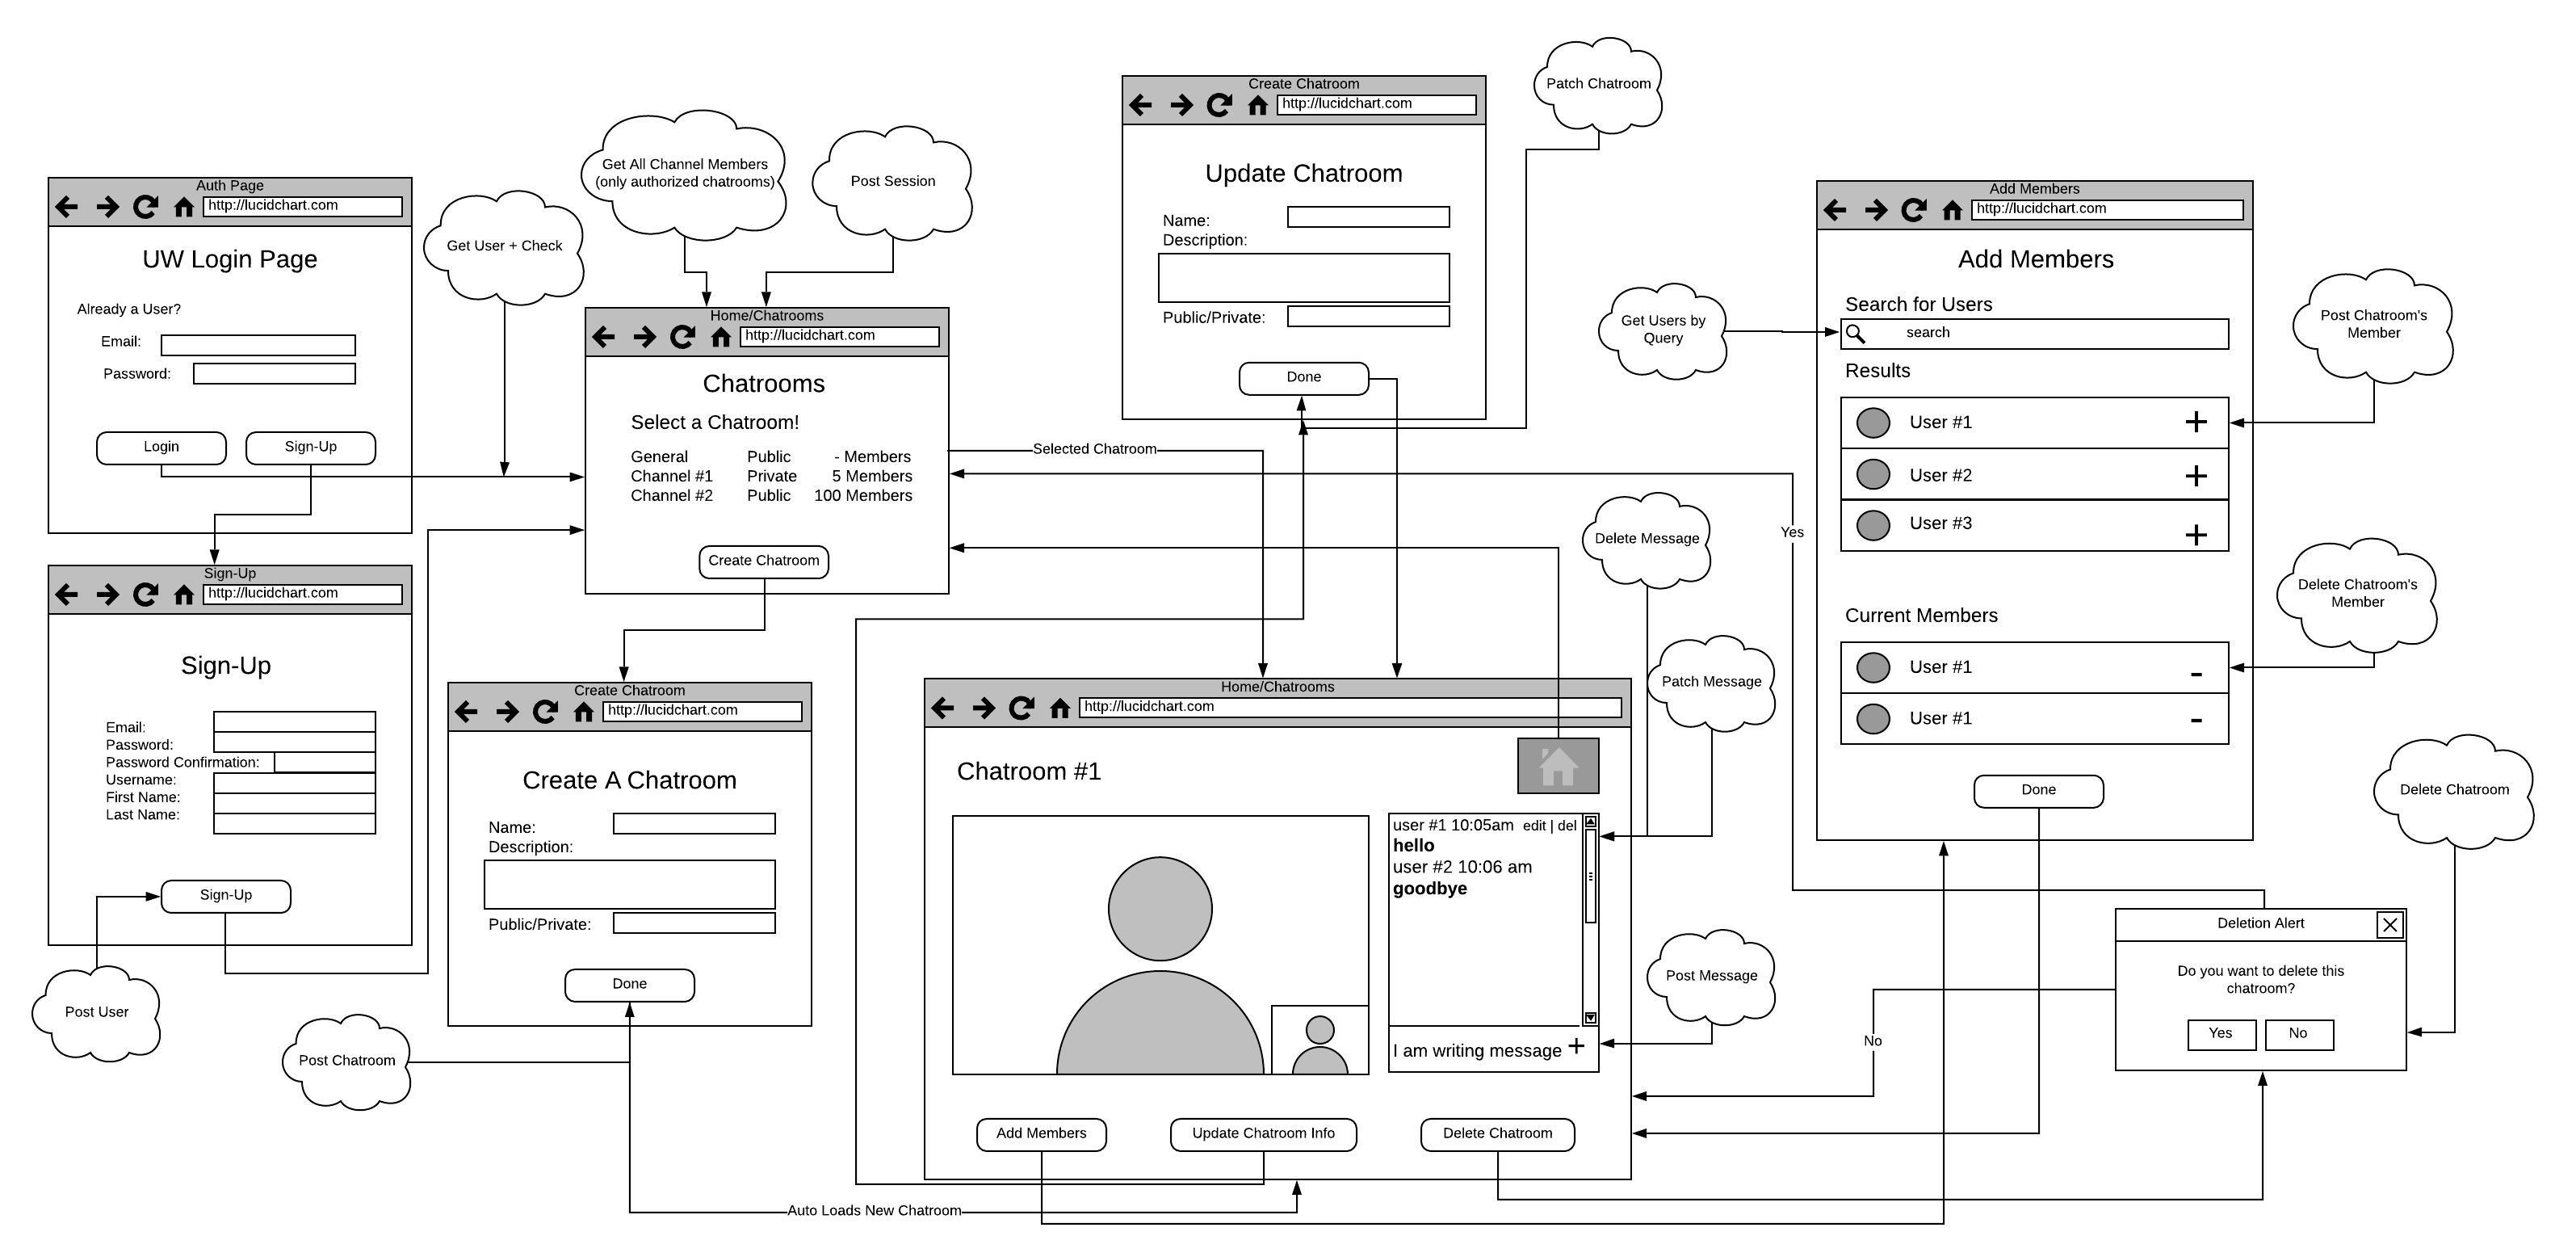 Patch Chatroom
Create Chatroom
http://lucidchart.com
Update Chatroom
Name:
Description:
Public/Private:
Done
Get All Channel Members
(only authorized chatrooms)
Post Session
Get User + Check
Auth Page
http://lucidchart.com
UW Login Page
Already a User?
Email:
Password:
Login
Sign-Up
Home/Chatrooms
http://lucidchart.com
Chatrooms
Select a Chatroom!
General Public - Members
Channel #1 Private 5 Members
Channel #2 Public 100 Members
Create Chatroom
Selected Chatroom
Add Members
http://lucidchart.com
Add Members
Search for Users
search
Results
User #1 +
User #2 +
User #3 +
Current Members
User #1 -
User #1 -
Done
Get Users by
Query
Post Chatroom's
Member
Delete Chatrom's
Member
Delete Chatroom
Yes
Delete Message
Patch Message
Post Message
Sign-Up
http://lucidchart.com
Sign-Up
Email:
Password:
Password Confirmation:
Username:
First Name:
Last Name:
Sign-Up
Post User
Create Chatroom
http://lucidchart.com
Create A Chatroom
Name:
Description:
Public/Private:
Done
Post Chatroom
Home/Chatrooms
http://lucidchart.com
Chatroom #1
user #1 10:05am edit | del
hello
user #2 10:06 am
goodbye
I am writing message +
Add Members
Update Chatroom Info
Delete Chatroom
Auto Loads New Chatroom
Deletion Alert
Do you want to delete this
chatroom?
Yes
No
No